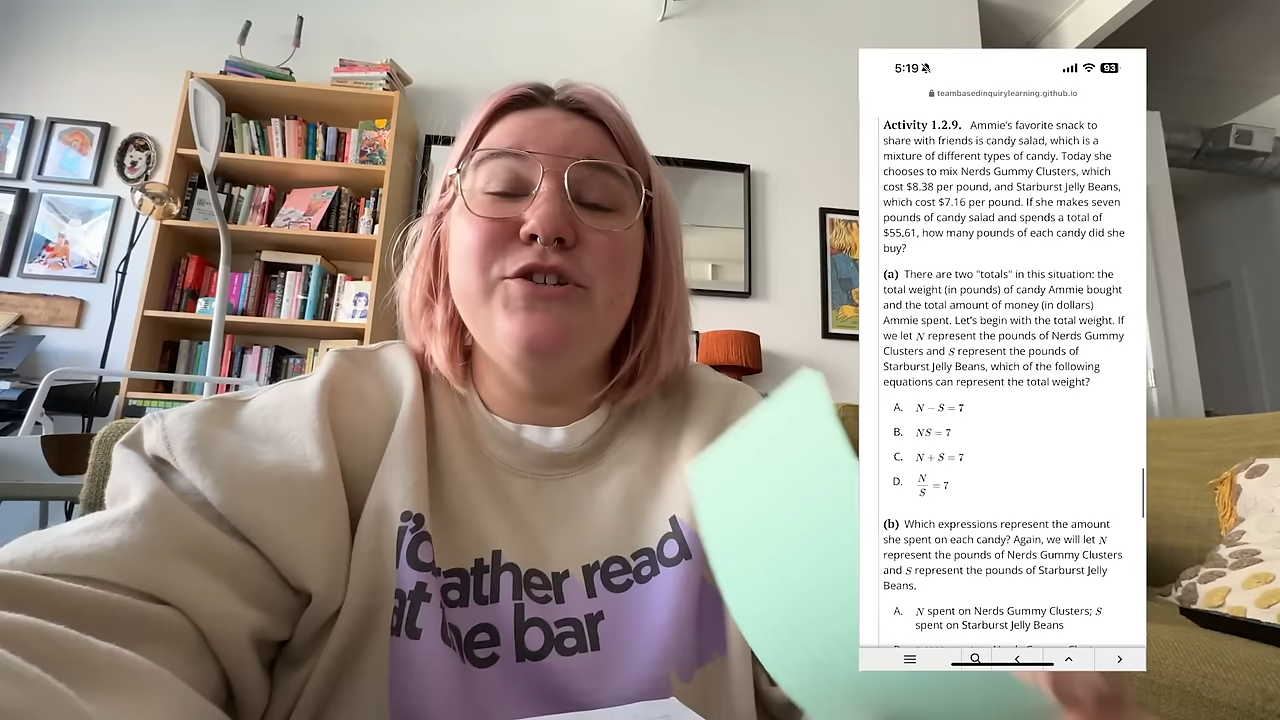 i'd
rather read
at the bar
5:19
93
teambasedinquirylearning.github.io
Activity 1.2.9. Ammie's favorite snack to
share with friends is candy salad, which is a
mixture of different types of candy. Today she
chooses to mix Nerds Gummy Clusters, which
cost $8.38 per pound, and Starburst Jelly Beans,
which cost $7.16 per pound. If she makes seven
pounds of candy salad and spends a total of
$55.61, how many pounds of each candy did she
buy?
(a) There are two "totals" in this situation: the
total weight (in pounds) of candy Ammie bought
and the total amount of money (in dollars)
Ammie spent. Let's begin with the total weight. If
we let N represent the pounds of Nerds Gummy
Clusters and S represent the pounds of
Starburst Jelly Beans, which of the following
equations can represent the total weight?
A. N − S = 7
B. NS = 7
C. N + S = 7
D. N/S = 7
(b) Which expressions represent the amount
she spent on each candy? Again, we will let N
represent the pounds of Nerds Gummy Clusters
and S represent the pounds of Starburst Jelly
Beans.
A. N spent on Nerds Gummy Clusters; S
spent on Starburst Jelly Beans